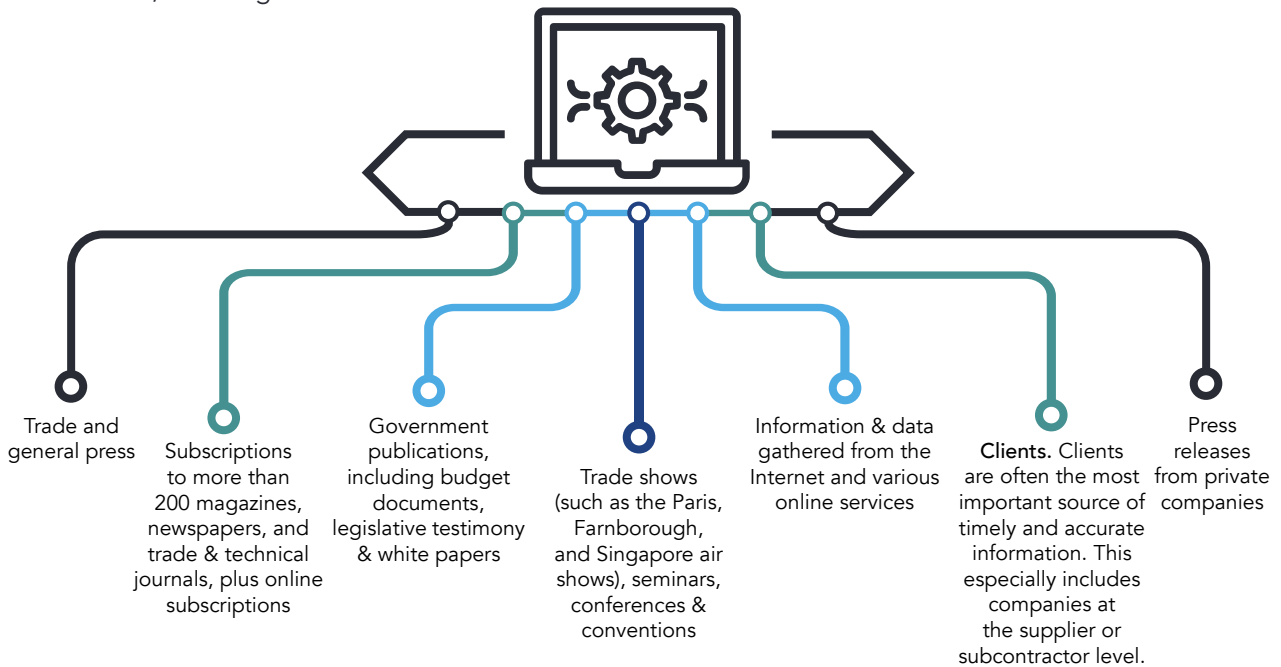 Trade and
general press
Subscriptions
to more than
200 magazines,
newspapers, and
trade & technical
journals, plus online
subscriptions
Government
publications,
including budget
documents,
legislative testimony
& white papers
Trade shows
(such as the Paris,
Farnborough,
and Singapore air
shows), seminars,
conferences &
conventions
Information & data
gathered from the
Internet and various
online services
Clients. Clients
are often the most
important source of
timely and accurate
information. This
especially includes
companies at
the supplier or
subcontractor level.
Press
releases
from private
companies